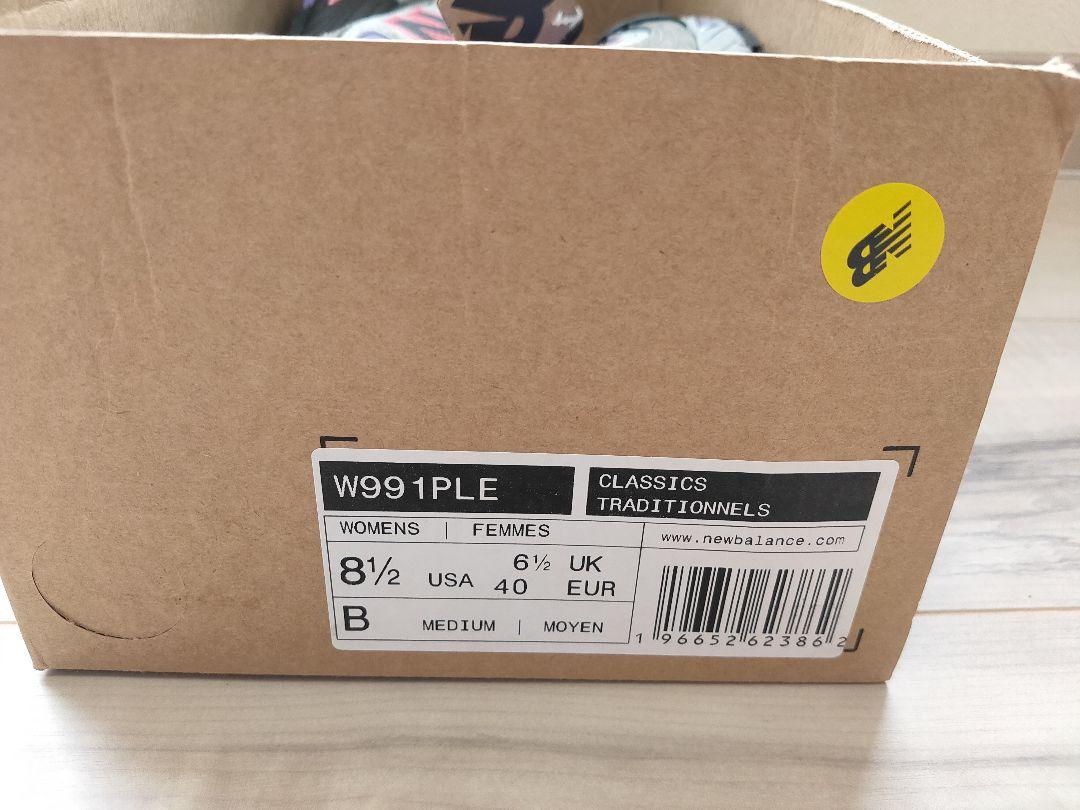 NB
W991PLE
CLASSICS
TRADITIONNELS
WOMENS | FEMMES
www.newbalance.com
8½ USA 6½ UK
40 EUR
B MEDIUM | MOYEN
1 96652 62386 2